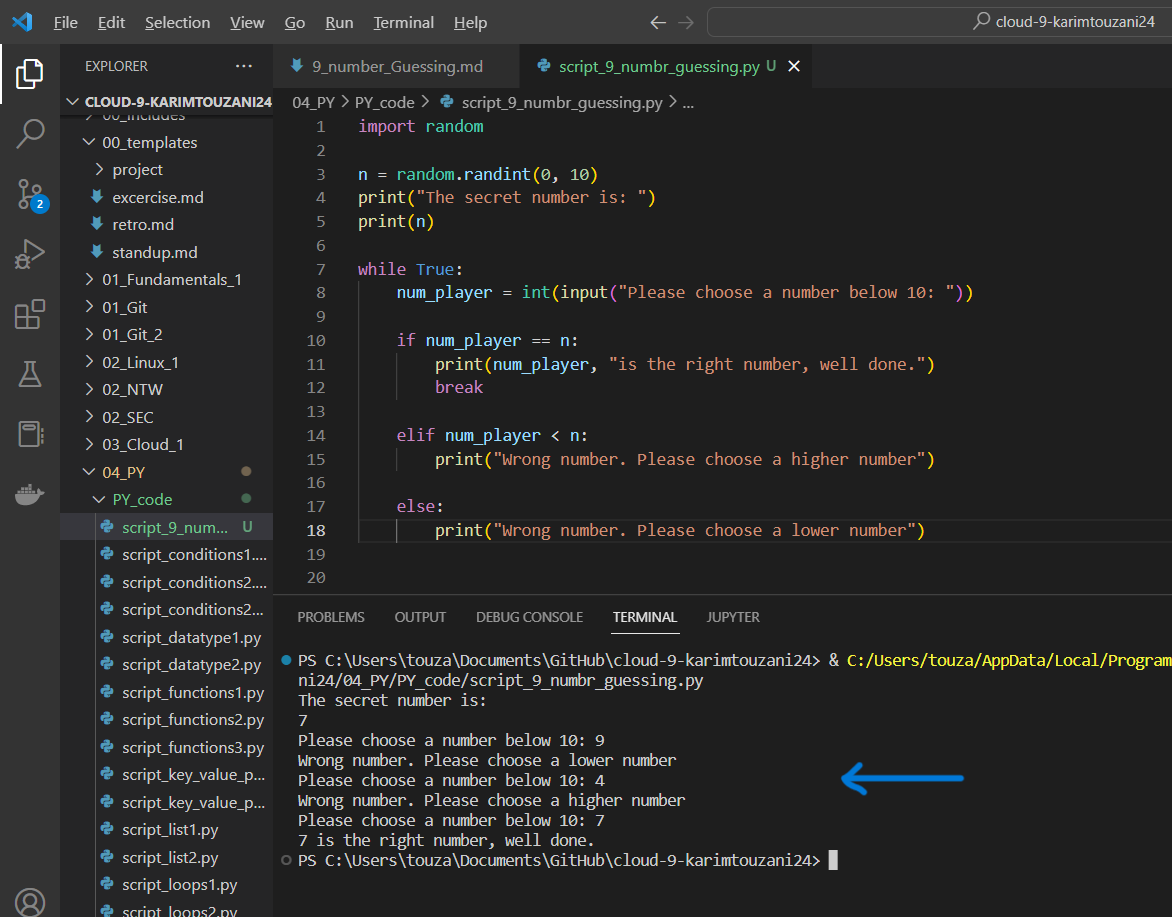 File Edit Selection View Go Run Terminal Help
cloud-9-karimtouzani24
EXPLORER ...
9_number_Guessing.md
script_9_numbr_guessing.py U
CLOUD-9-KARIMTOUZANI24
04_PY > PY_code > script_9_numbr_guessing.py > ...
00_includes
00_templates
project
excercise.md
retro.md
2
standup.md
01_Fundamentals_1
01_Git
01_Git_2
02_Linux_1
02_NTW
02_SEC
03_Cloud_1
04_PY
PY_code
script_9_num... U
script_conditions1....
script_conditions2....
script_conditions2...
script_datatype1.py
script_datatype2.py
script_functions1.py
script_functions2.py
script_functions3.py
script_key_value_p...
script_key_value_p...
script_list1.py
script_list2.py
script_loops1.py
script_loops2.py
1 import random
2
3 n = random.randint(0, 10)
4 print("The secret number is: ")
5 print(n)
6
7 while True:
8     num_player = int(input("Please choose a number below 10: "))
9
10     if num_player == n:
11         print(num_player, "is the right number, well done.")
12         break
13
14     elif num_player < n:
15         print("Wrong number. Please choose a higher number")
16
17     else:
18         print("Wrong number. Please choose a lower number")
19
20
PROBLEMS OUTPUT DEBUG CONSOLE TERMINAL JUPYTER
PS C:\Users\touza\Documents\GitHub\cloud-9-karimtouzani24> & C:/Users/touza/AppData/Local/Program
ni24/04_PY/PY_code/script_9_numbr_guessing.py
The secret number is:
7
Please choose a number below 10: 9
Wrong number. Please choose a lower number
Please choose a number below 10: 4
Wrong number. Please choose a higher number
Please choose a number below 10: 7
7 is the right number, well done.
PS C:\Users\touza\Documents\GitHub\cloud-9-karimtouzani24>